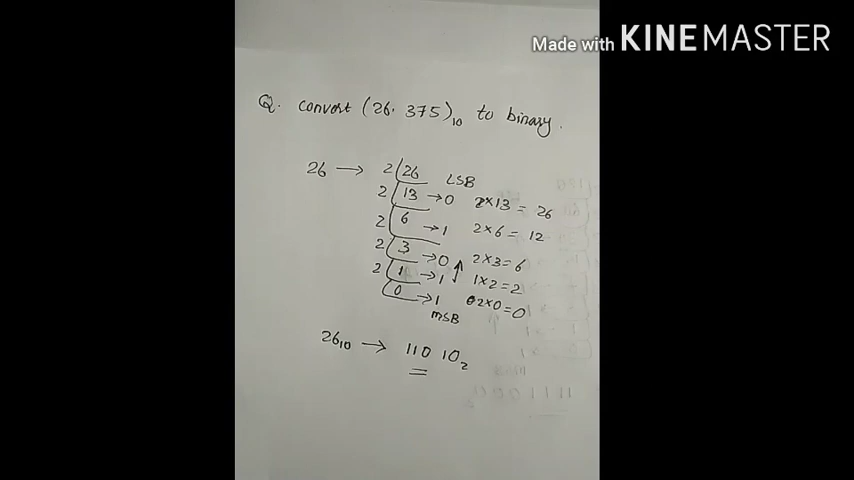 Made with KINEMASTER
Q. convert (26. 375)10 to binary.
26 → 2 26 LSB
2 13 → 0 2×13 = 26
2 6 → 1 2×6 = 12
2 3 → 0 2×3 = 6
2 1 → 1 1×2 = 2
0 → 1 2×0 = 0
MSB
2610 → 110 102